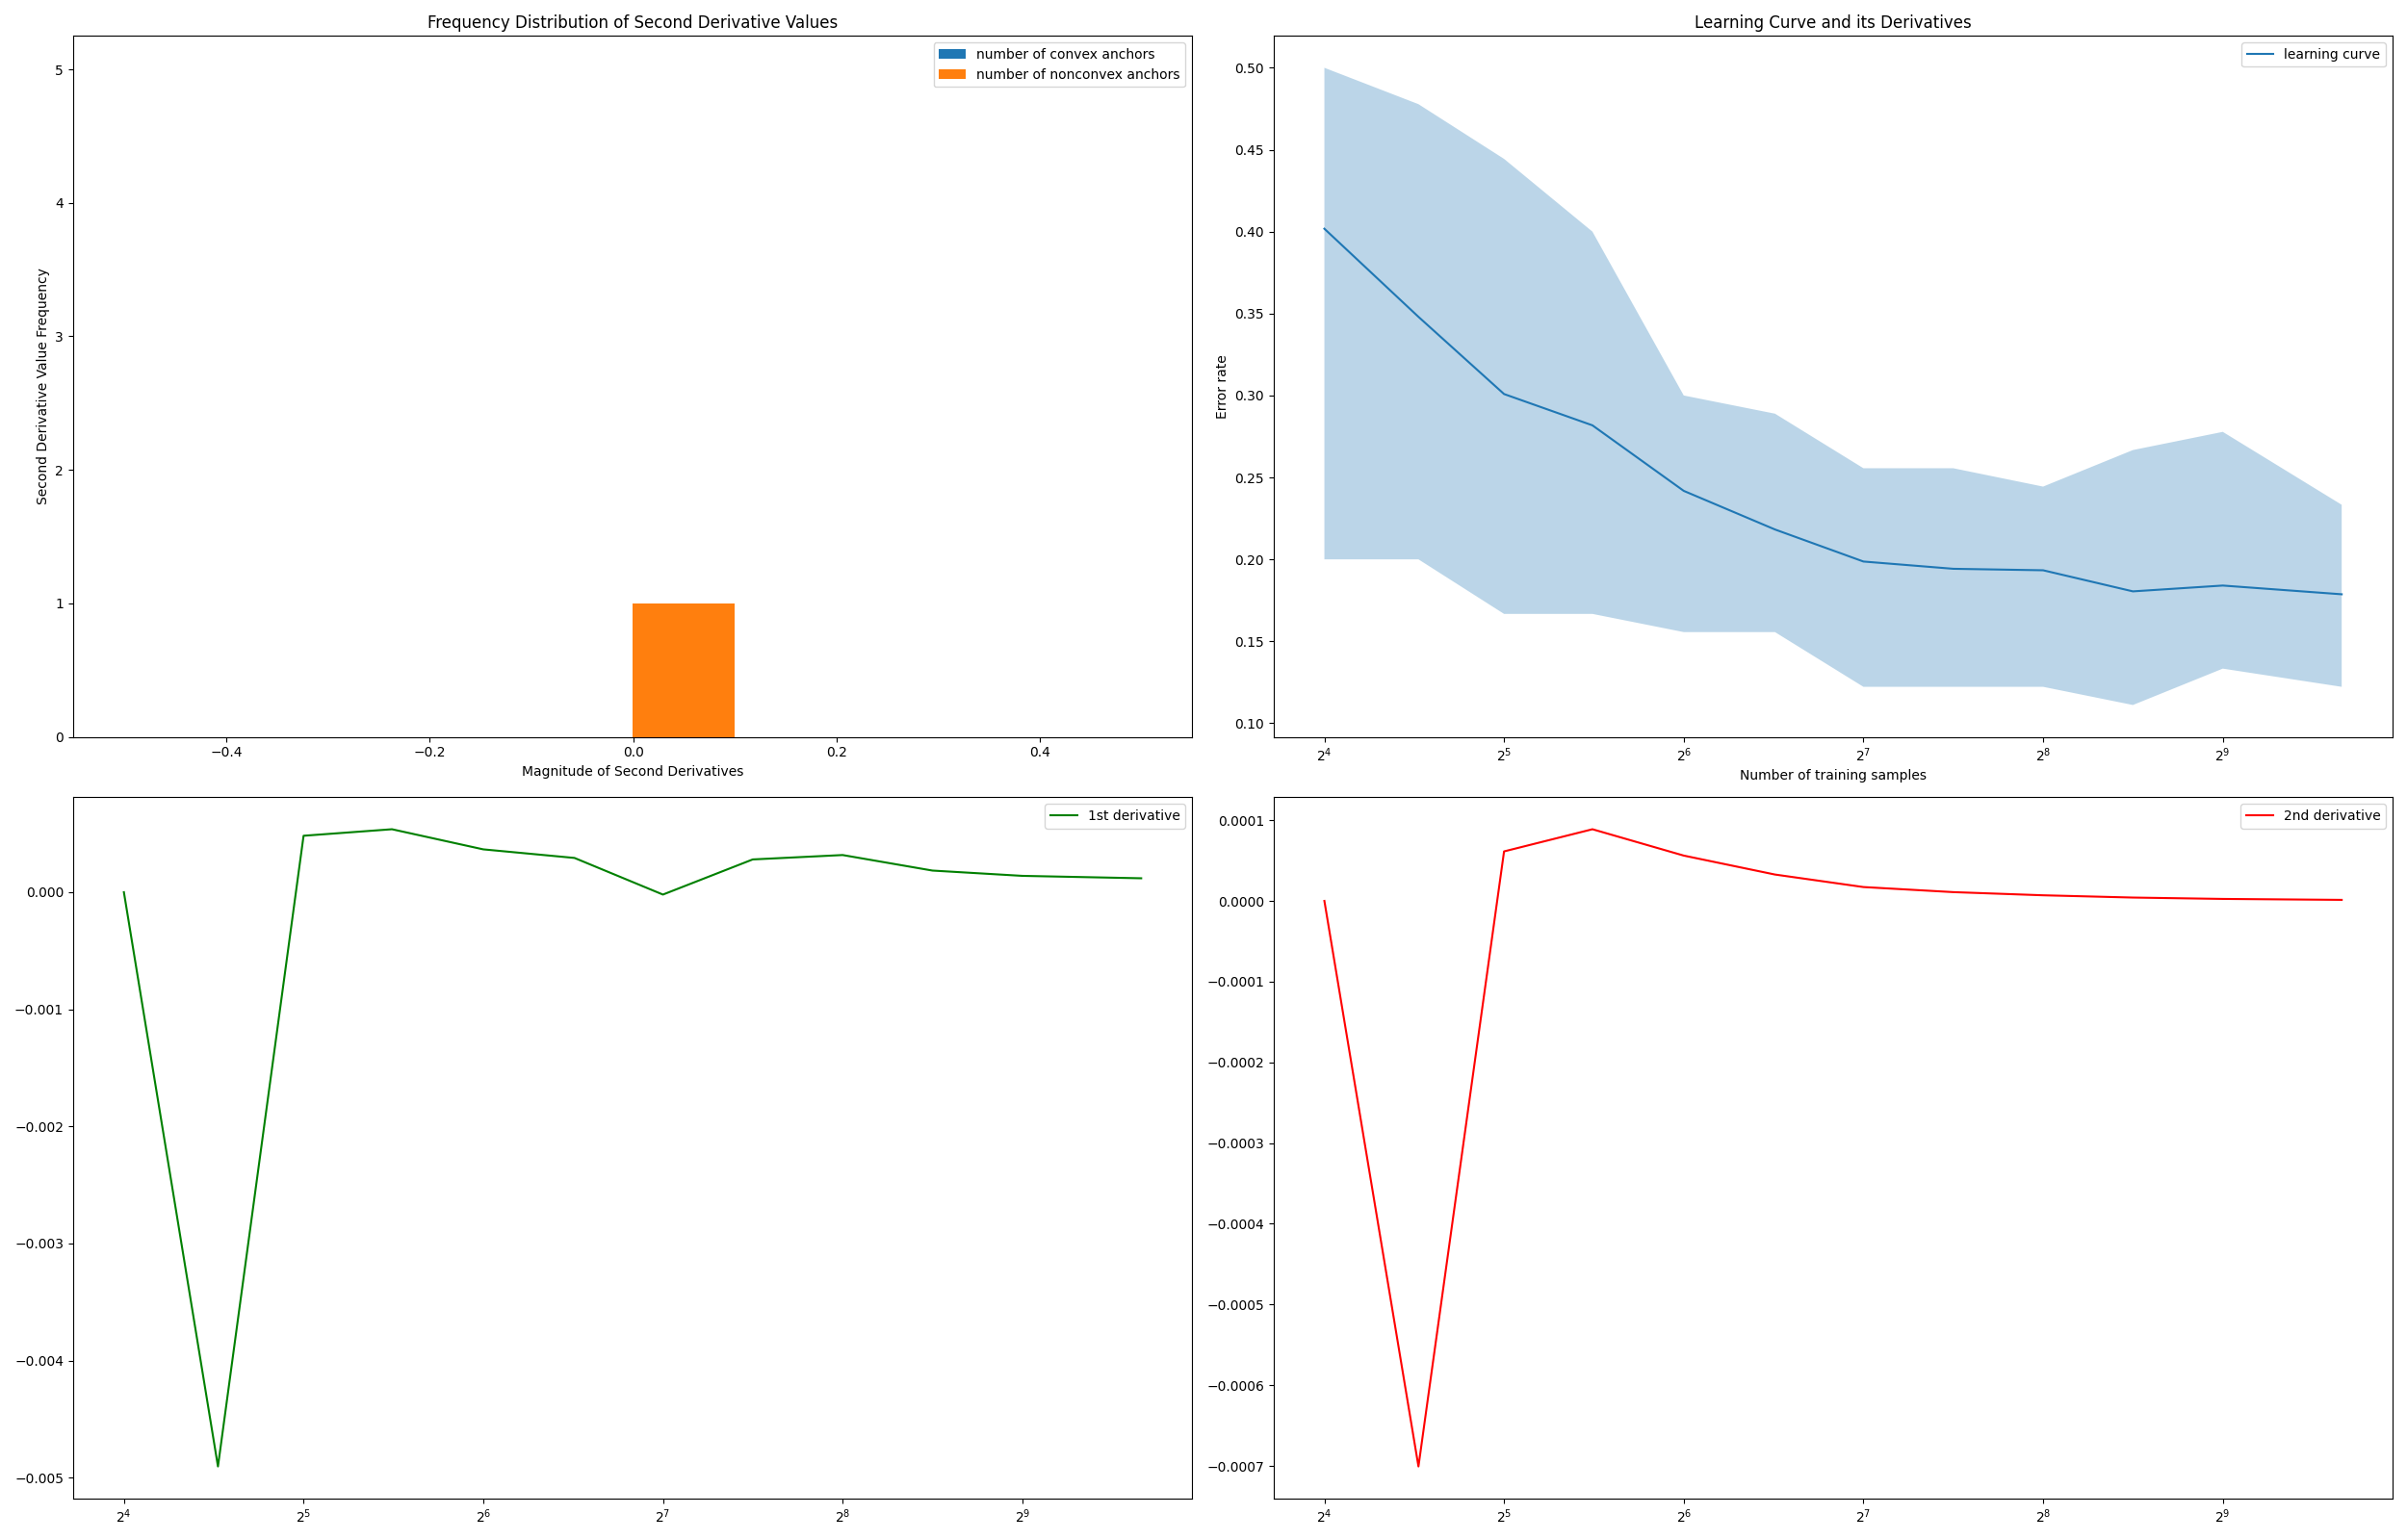 Frequency Distribution of Second Derivative Values
number of convex anchors
number of nonconvex anchors
5
4
3
2
1
0
Second Derivative Value Frequency
−0.4 −0.2 0.0 0.2 0.4
Magnitude of Second Derivatives
Learning Curve and its Derivatives
learning curve
0.50
0.45
0.40
0.35
0.30
0.25
0.20
0.15
0.10
Error rate
2⁴ 2⁵ 2⁶ 2⁷ 2⁸ 2⁹
Number of training samples
1st derivative
0.000
−0.001
−0.002
−0.003
−0.004
−0.005
2⁴ 2⁵ 2⁶ 2⁷ 2⁸ 2⁹
2nd derivative
0.0001
0.0000
−0.0001
−0.0002
−0.0003
−0.0004
−0.0005
−0.0006
−0.0007
2⁴ 2⁵ 2⁶ 2⁷ 2⁸ 2⁹